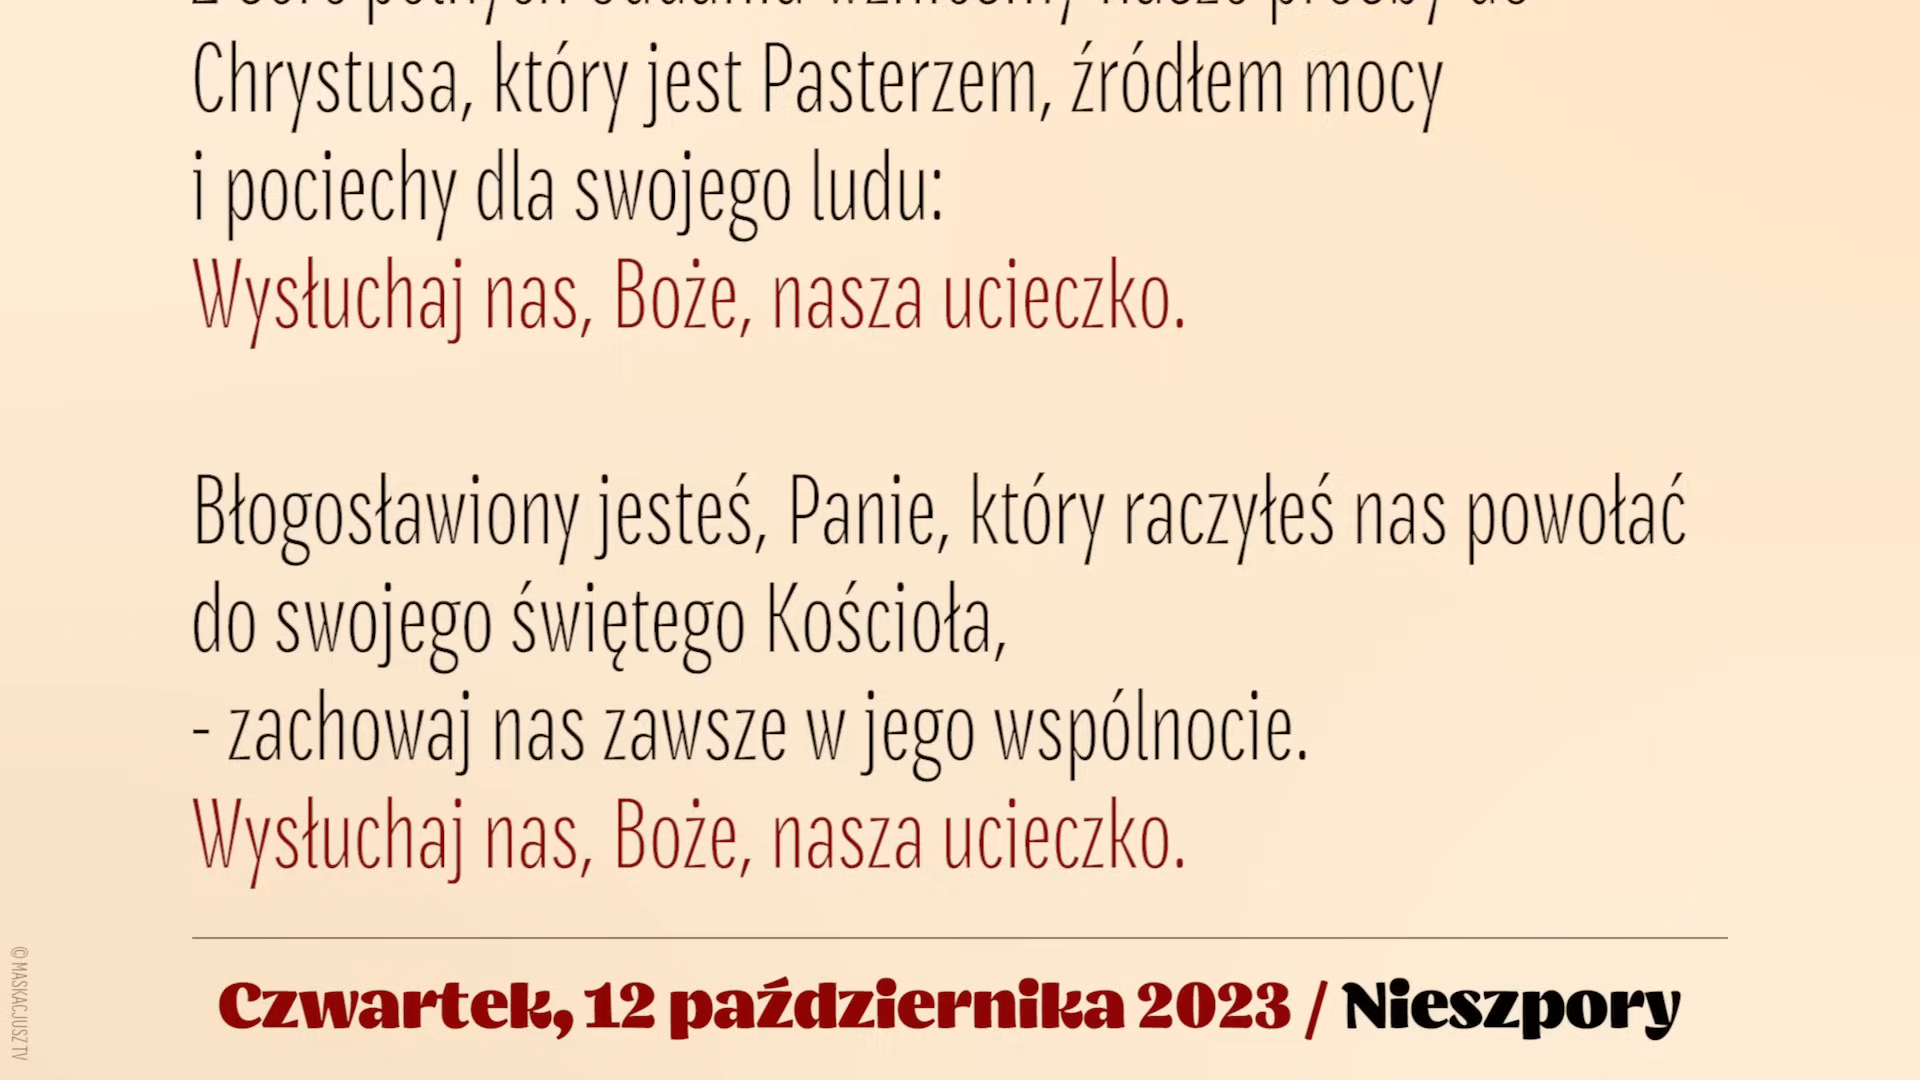 Chrystusa, który jest Pasterzem, źródłem mocy
i pociechy dla swojego ludu:
Wysłuchaj nas, Boże, nasza ucieczko.
Błogosławiony jesteś, Panie, który raczyłeś nas powołać
do swojego świętego Kościoła,
- zachowaj nas zawsze w jego wspólnocie.
Wysłuchaj nas, Boże, nasza ucieczko.
Czwartek, 12 października 2023 / Nieszpory
© MASKACJUSZ TV